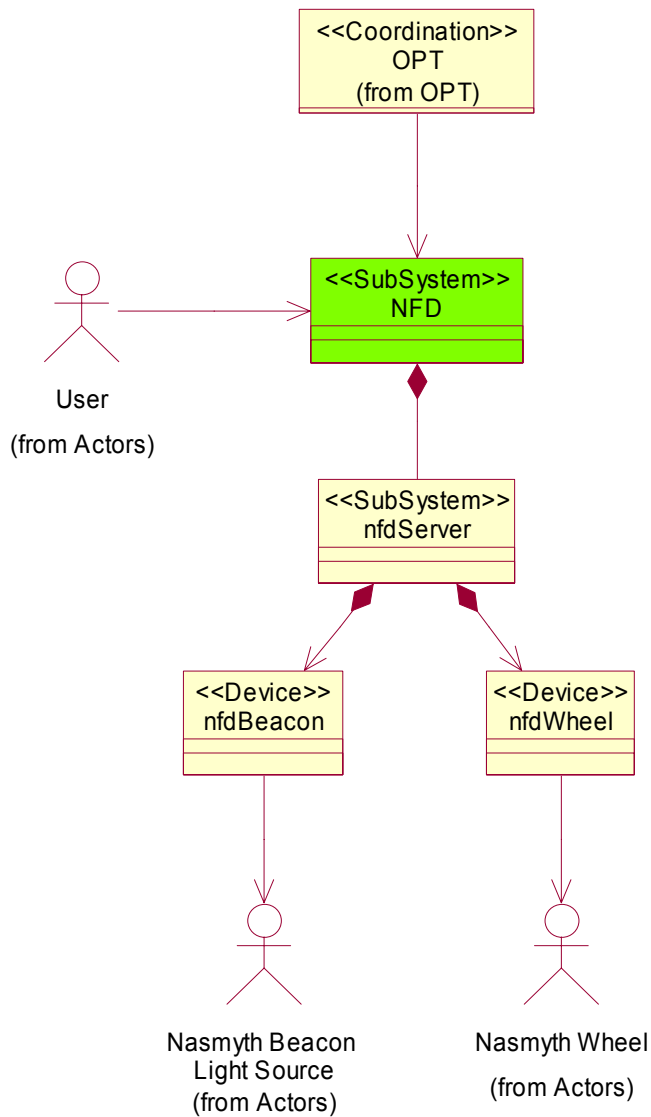 <<Coordination>>
OPT
(from OPT)
<<SubSystem>>
NFD
User
(from Actors)
<<SubSystem>>
nfdServer
<<Device>>
nfdBeacon
<<Device>>
nfdWheel
Nasmyth Beacon
Light Source
(from Actors)
Nasmyth Wheel
(from Actors)